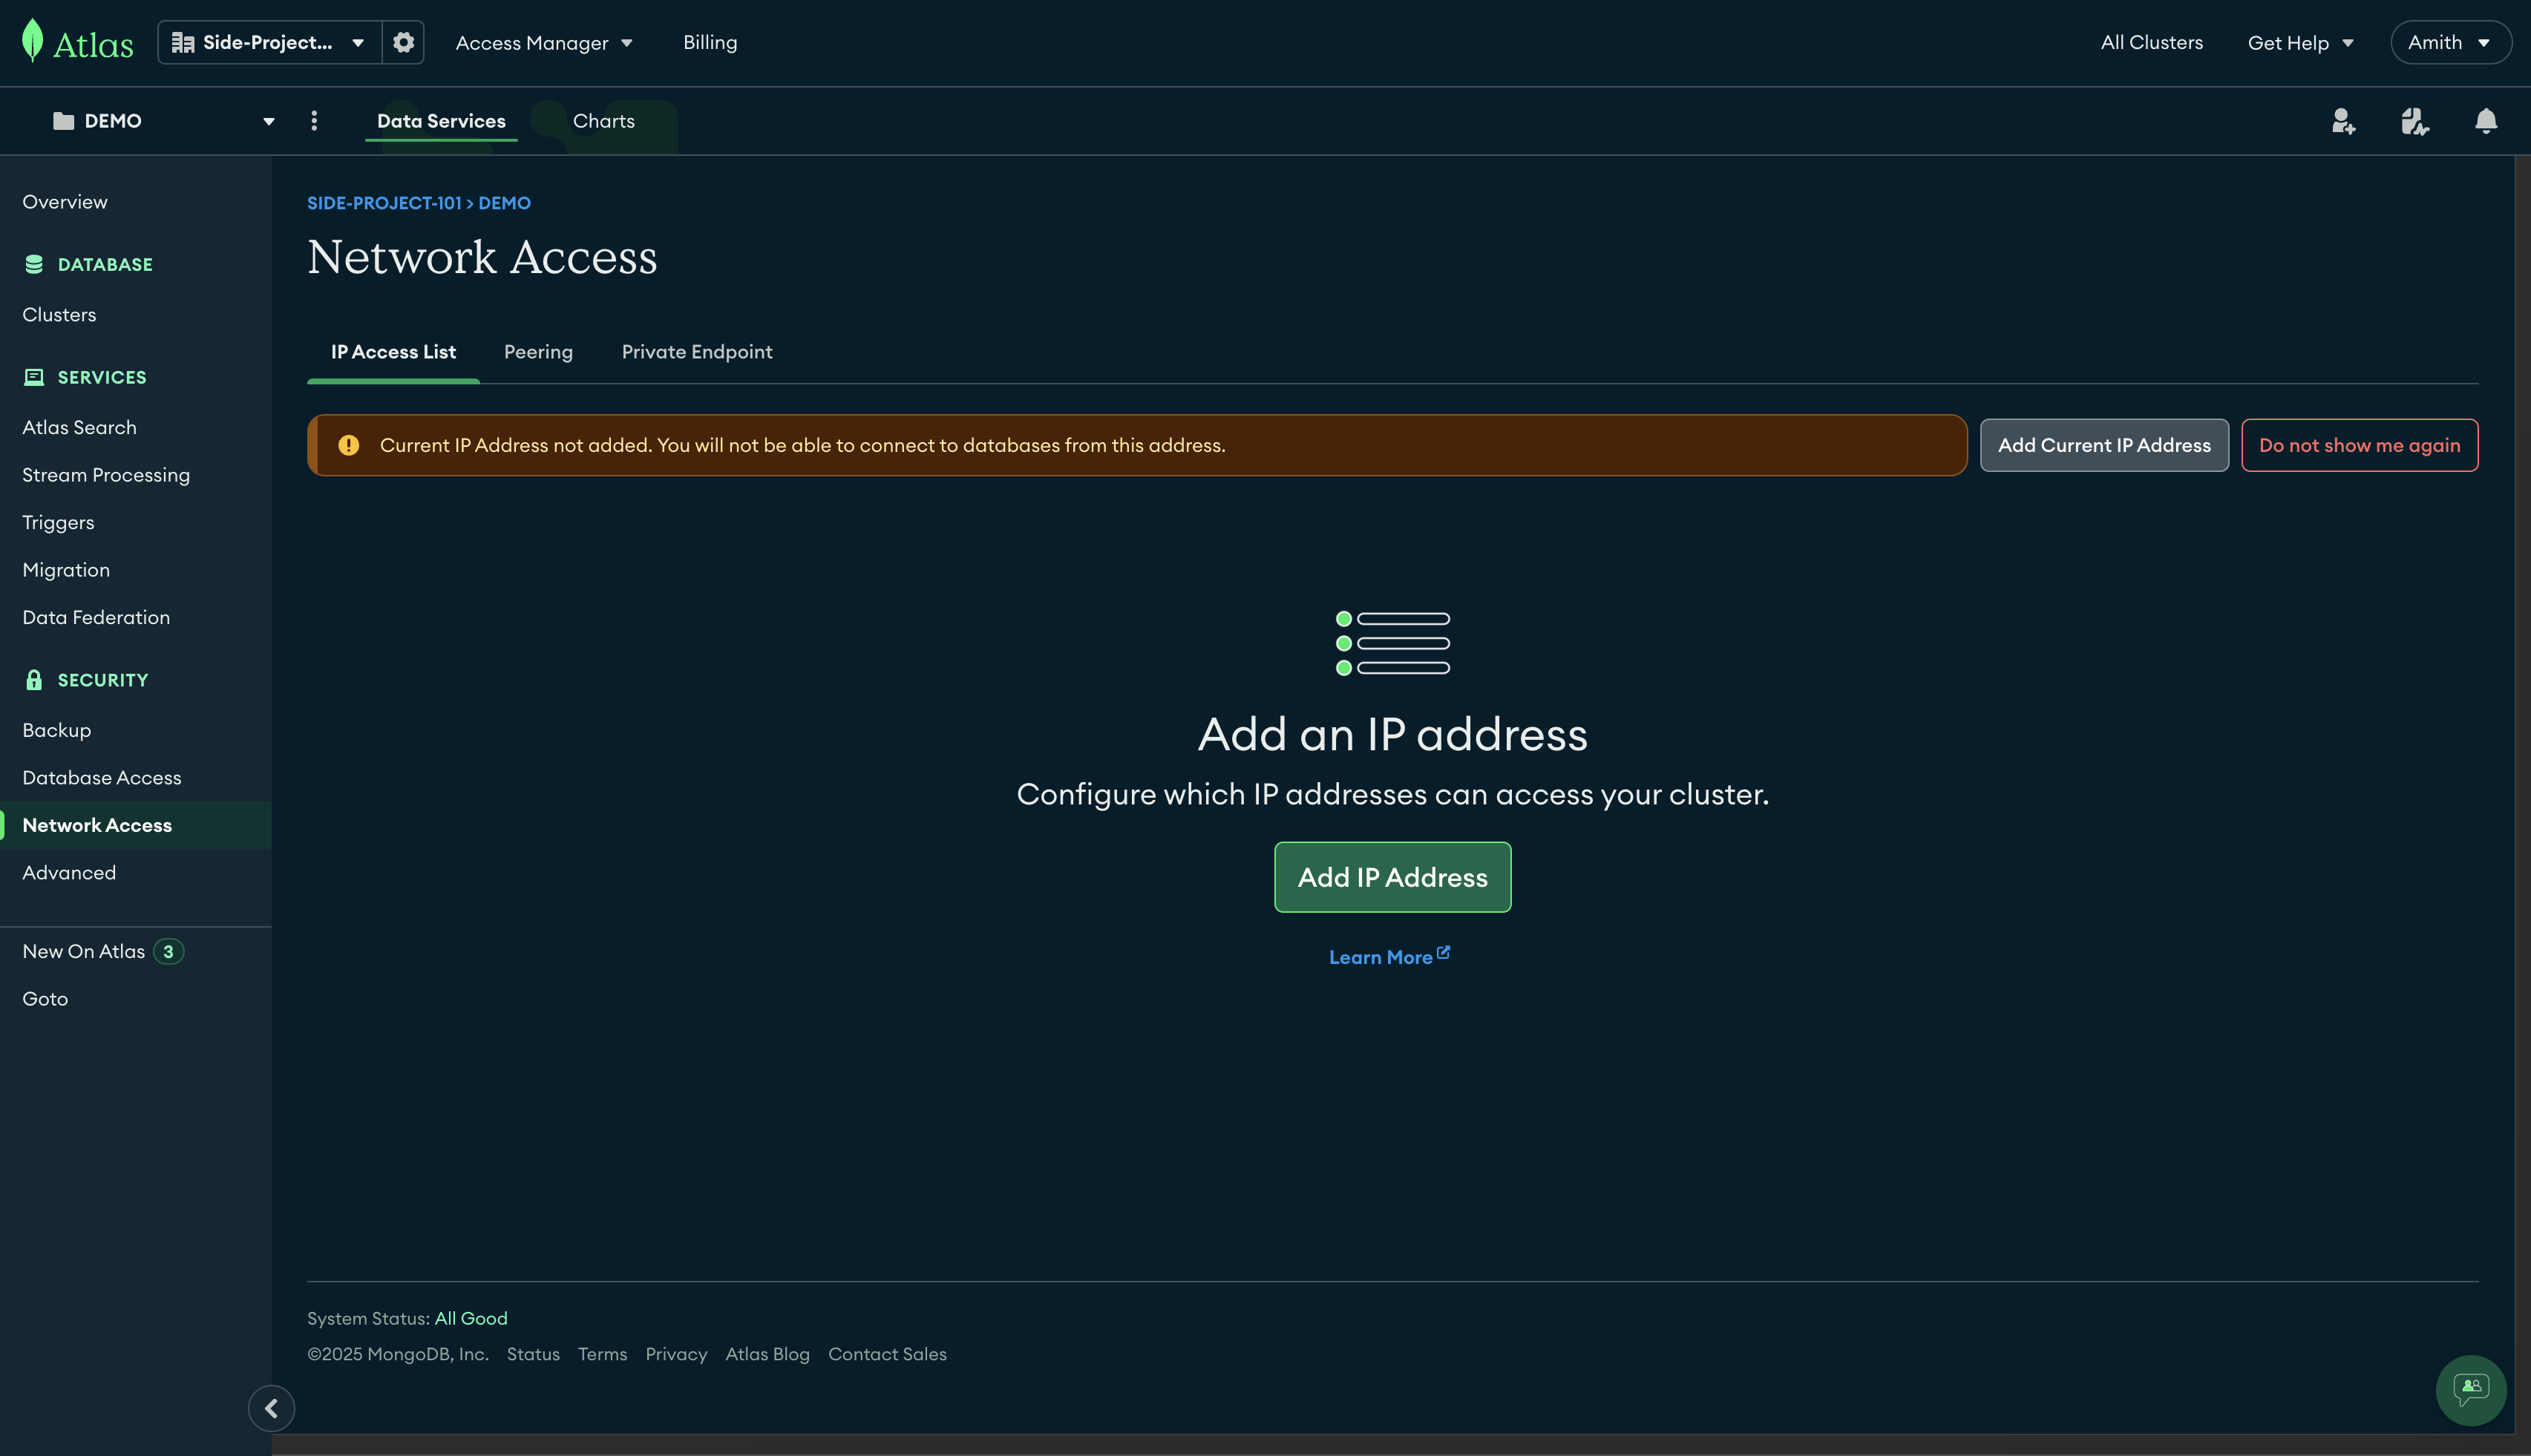 Atlas
Side-Project...
Access Manager
Billing
All Clusters
Get Help
Amith
DEMO
Data Services
Charts
Overview
DATABASE
Clusters
SERVICES
Atlas Search
Stream Processing
Triggers
Migration
Data Federation
SECURITY
Backup
Database Access
Network Access
Advanced
New On Atlas 3
Goto
SIDE-PROJECT-101 > DEMO
Network Access
IP Access List
Peering
Private Endpoint
Current IP Address not added. You will not be able to connect to databases from this address.
Add Current IP Address
Do not show me again
Add an IP address
Configure which IP addresses can access your cluster.
Add IP Address
Learn More
System Status: All Good
©2025 MongoDB, Inc. Status Terms Privacy Atlas Blog Contact Sales